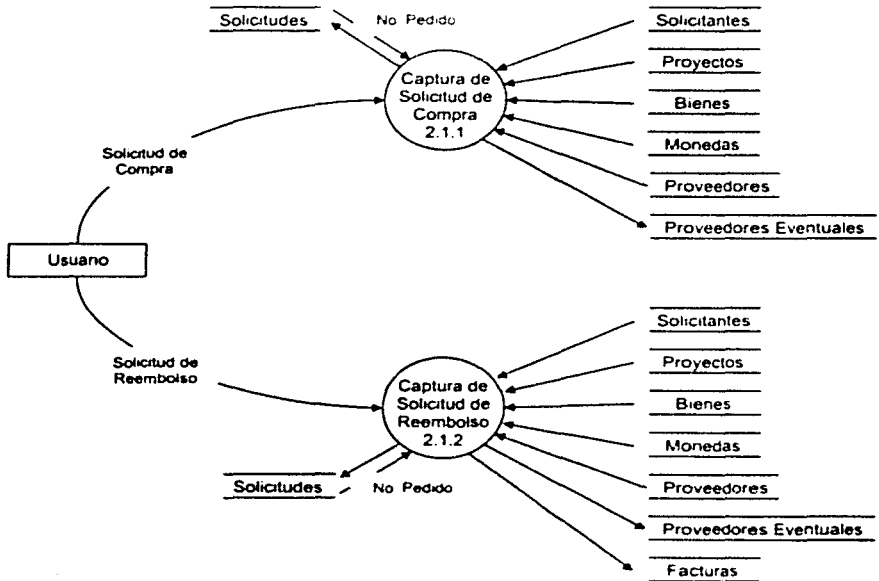 Solicitudes
No Pedido
Solicitantes
Captura de
Solicitud de
Compra
2.1.1
Proyectos
Bienes
Monedas
Proveedores
Proveedores Eventuales
Solicitud de
Compra
Usuario
Solicitud de
Reembolso
Captura de
Solicitud de
Reembolso
2.1.2
Solicitantes
Proyectos
Bienes
Monedas
Proveedores
Proveedores Eventuales
Facturas
Solicitudes
No Pedido